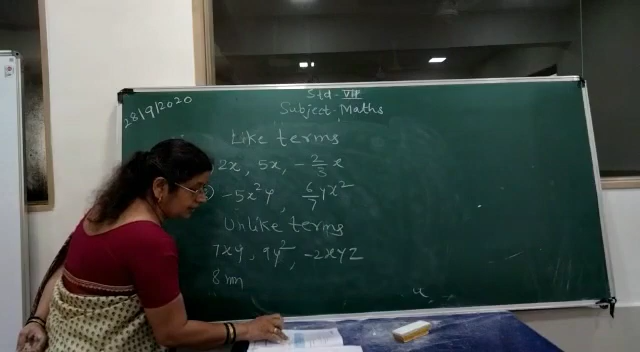 28/9/2020
Std - VII
Subject - Maths
Like terms
2x, 5x, -2/3 x
-5x²y, 6/7 yx²
Unlike terms
7xy, 9y², -2xyz
8 m